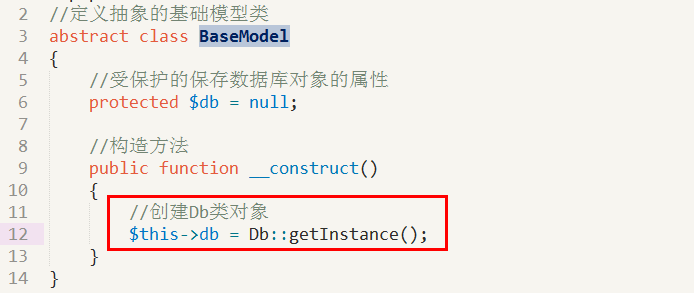 2 //定义抽象的基础模型类
3 abstract class BaseModel
4 {
5     //受保护的保存数据库对象的属性
6     protected $db = null;
7
8     //构造方法
9     public function __construct()
10     {
11         //创建Db类对象
12         $this->db = Db::getInstance();
13     }
14 }